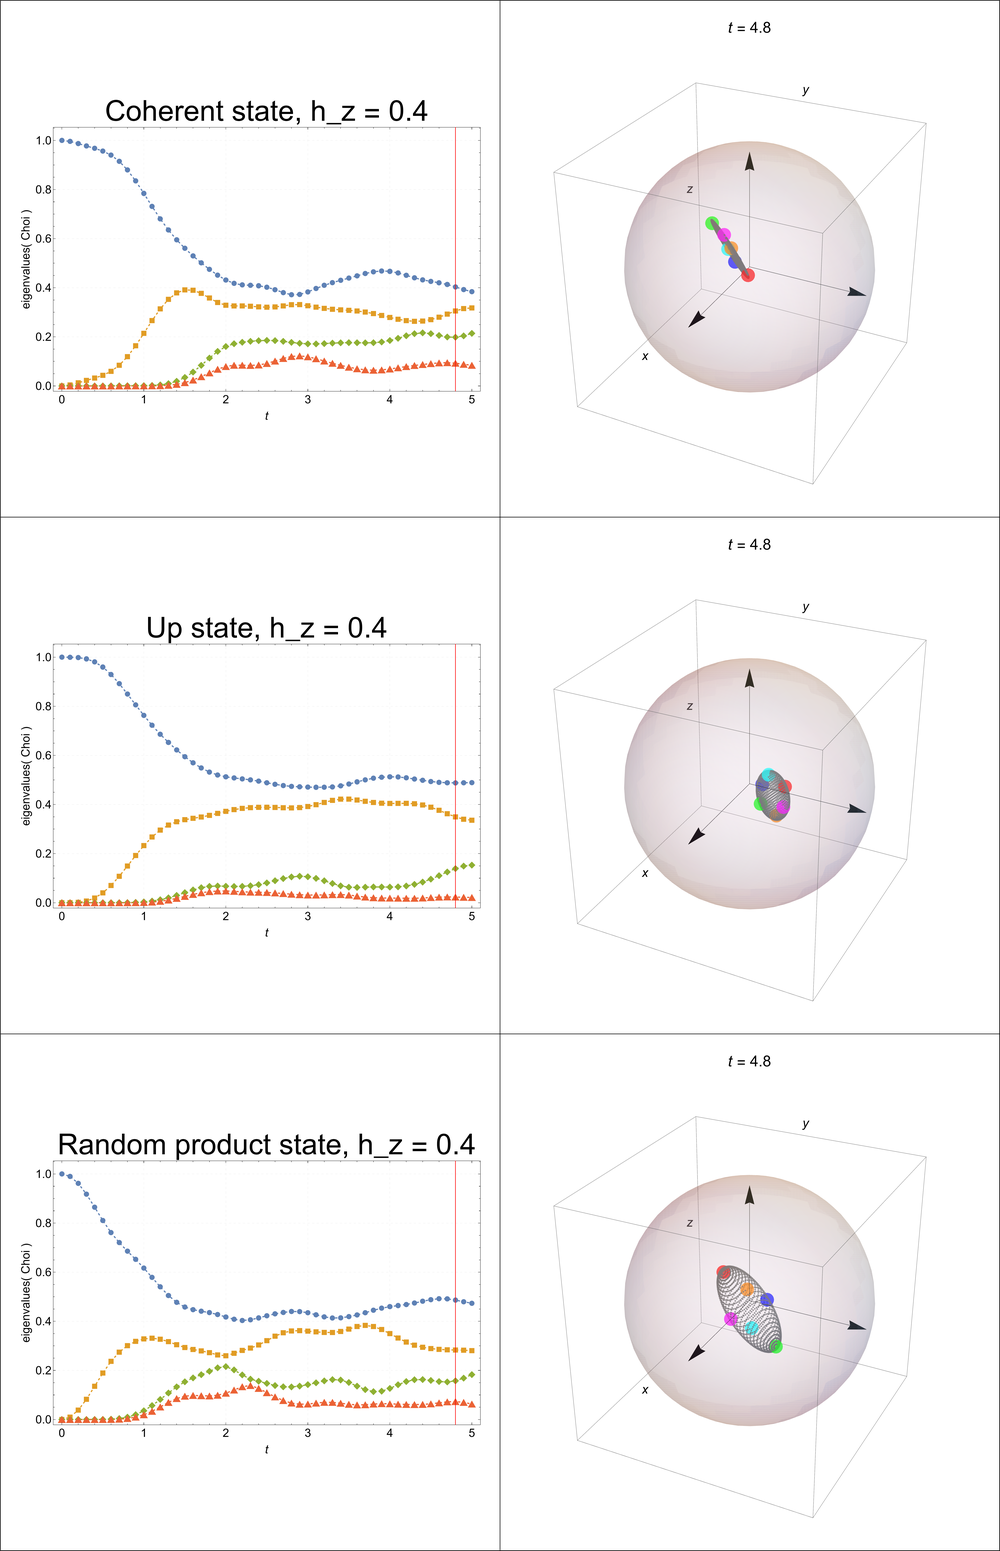 Coherent state, h_z = 0.4
eigenvalues( Choi )
1.0
0.8
0.6
0.4
0.2
0.0
0 1 2 3 4 5
t
t = 4.8
y
z
x
Up state, h_z = 0.4
eigenvalues( Choi )
1.0
0.8
0.6
0.4
0.2
0.0
0 1 2 3 4 5
t
t = 4.8
y
z
x
Random product state, h_z = 0.4
eigenvalues( Choi )
1.0
0.8
0.6
0.4
0.2
0.0
0 1 2 3 4 5
t
t = 4.8
y
z
x